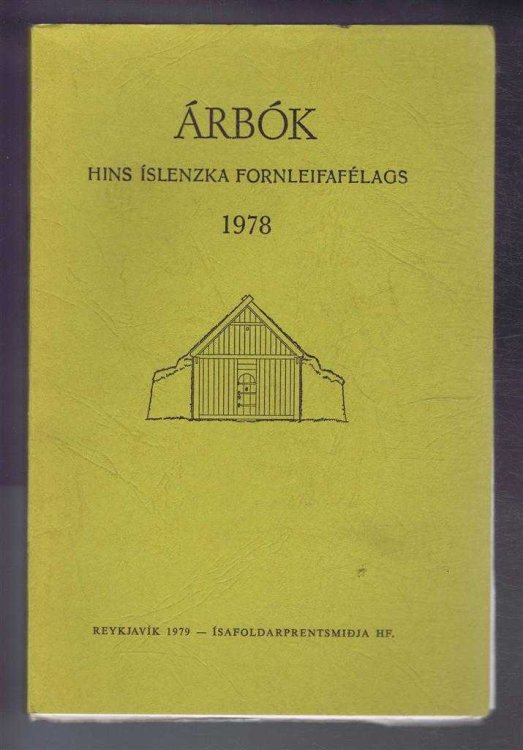 ÁRBÓK
HINS ÍSLENZKA FORNLEIFAFÉLAGS
1978
REYKJAVÍK 1979 — ÍSAFOLDARPRENTSMIÐJA HF.